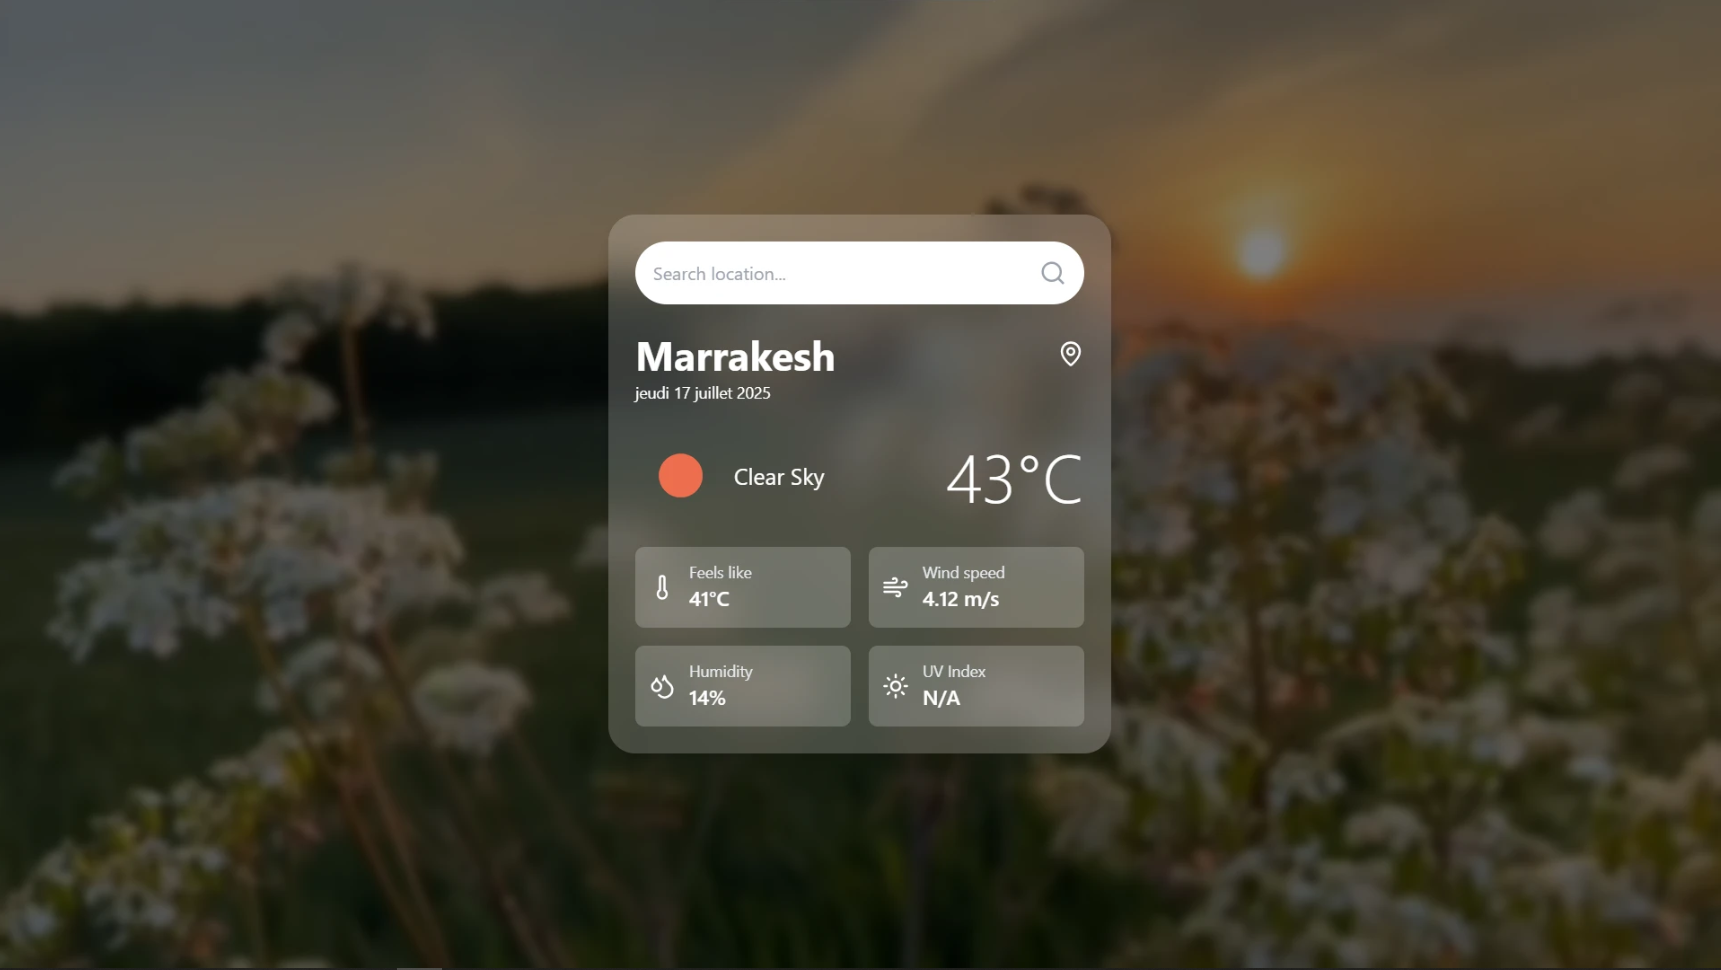 Search location...
Marrakesh
jeudi 17 juillet 2025
Clear Sky
43°C
Feels like
41°C
Wind speed
4.12 m/s
Humidity
14%
UV Index
N/A